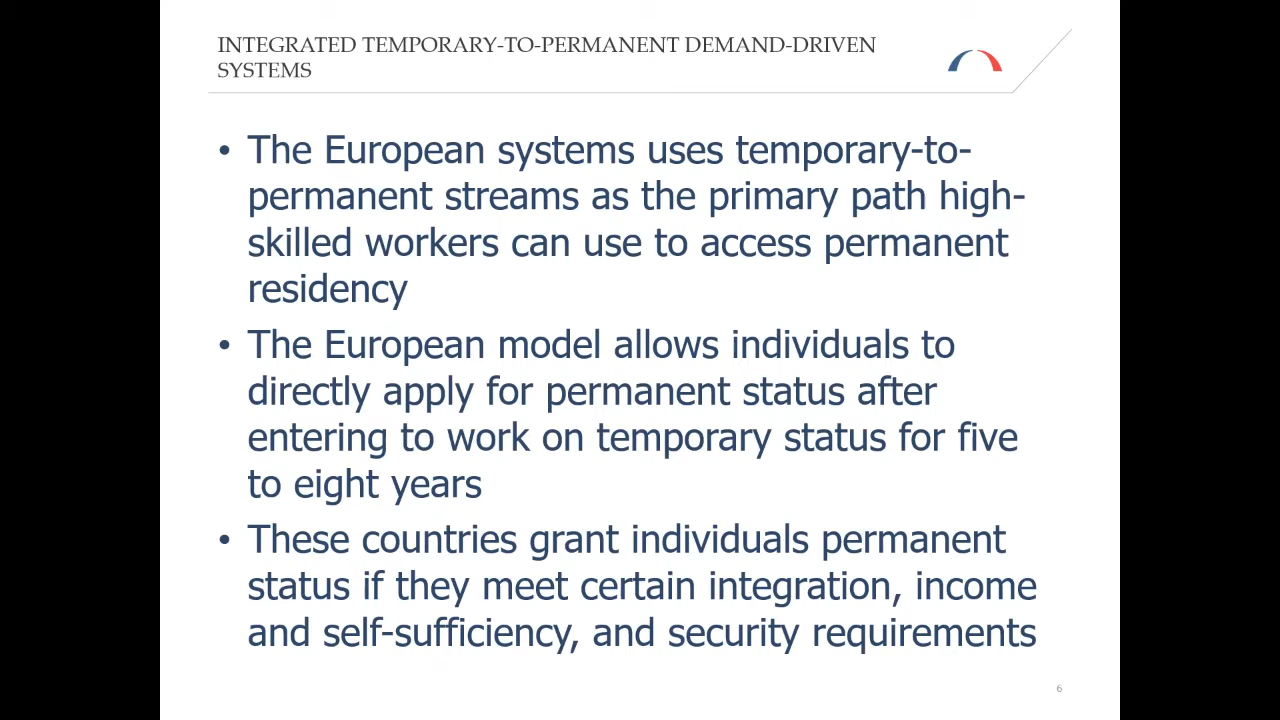 INTEGRATED TEMPORARY-TO-PERMANENT DEMAND-DRIVEN
SYSTEMS
• The European systems uses temporary-to-
permanent streams as the primary path high-
skilled workers can use to access permanent
residency
• The European model allows individuals to
directly apply for permanent status after
entering to work on temporary status for five
to eight years
• These countries grant individuals permanent
status if they meet certain integration, income
and self-sufficiency, and security requirements
6